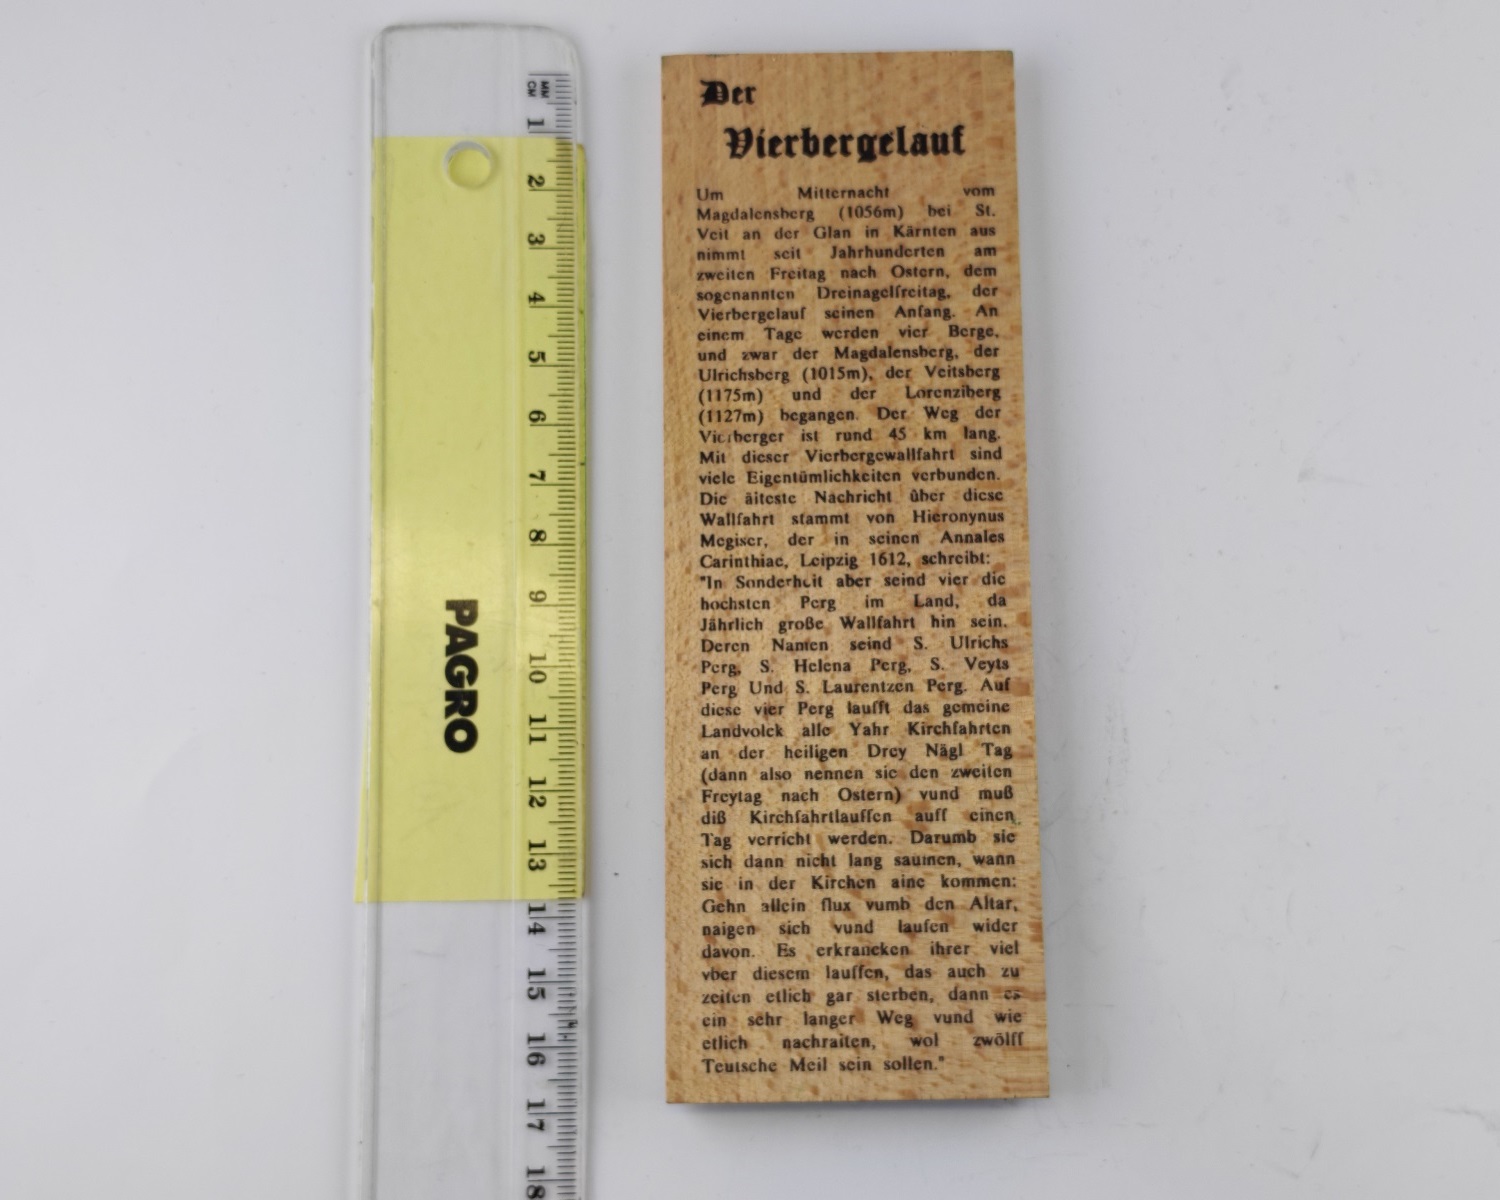 MM
CM
1
2
3
4
5
6
7
8
9
10
11
12
13
14
15
16
17
18
PAGRO
Der
Vierbergelauf
Um Mitternacht vom
Magdalensberg (1056m) bei St.
Veit an der Glan in Kärnten aus
nimmt seit Jahrhunderten am
zweiten Freitag nach Ostern, dem
sogenannten Dreinagelfreitag, der
Vierbergelauf seinen Anfang. An
einem Tage werden vier Berge,
und zwar der Magdalensberg, der
Ulrichsberg (1015m), der Veitsberg
(1175m) und der Lorenziberg
(1127m) begangen. Der Weg der
Vierberger ist rund 45 km lang.
Mit dieser Vierbergewallfahrt sind
viele Eigentümlichkeiten verbunden.
Die älteste Nachricht über diese
Wallfahrt stammt von Hieronynus
Megiser, der in seinen Annales
Carinthiae, Leipzig 1612, schreibt:
"In Sonderheit aber seind vier die
hochsten Perg im Land, da
Jährlich große Wallfahrt hin sein.
Deren Namen seind S. Ulrichs
Perg, S. Helena Perg, S. Veyts
Perg Und S. Laurentzen Perg. Auf
diese vier Perg laufft das gemeine
Landvolck alle Yahr Kirchfahrten
an der heiligen Drey Nägl Tag
(dann also nennen sie den zweiten
Freytag nach Ostern) vund muß
diß Kirchfahrtlauffen auff einen
Tag verricht werden. Darumb sie
sich dann nicht lang saumen, wann
sie in der Kirchen aine kommen:
Gehn allein flux vumb den Altar,
naigen sich vund laufen wider
davon. Es erkrancken ihrer viel
vber diesem lauffen, das auch zu
zeiten etlich gar sterben, dann es
ein sehr langer Weg vund wie
etlich nachraiten, wol zwölff
Teutsche Meil sein sollen."